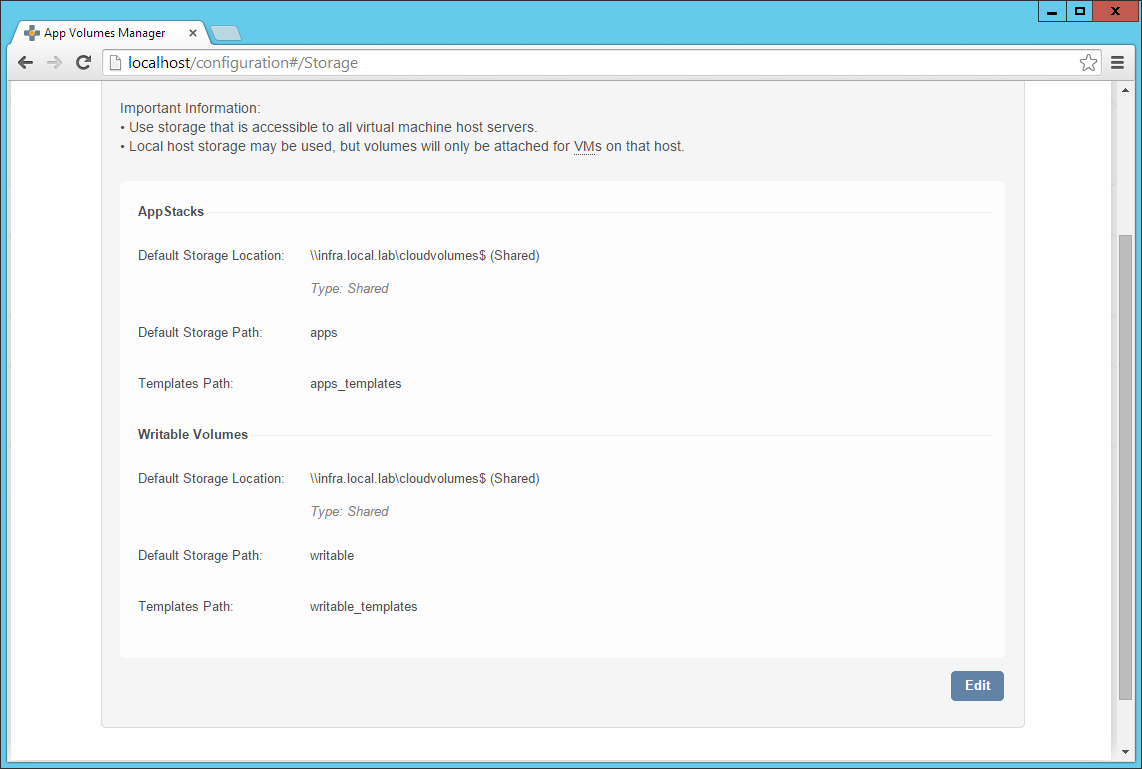 App Volumes Manager
localhost/configuration#/Storage
Important Information:
• Use storage that is accessible to all virtual machine host servers.
• Local host storage may be used, but volumes will only be attached for VMs on that host.
AppStacks
Default Storage Location: \\infra.local.lab\cloudvolumes$ (Shared)
Type: Shared
Default Storage Path: apps
Templates Path: apps_templates
Writable Volumes
Default Storage Location: \\infra.local.lab\cloudvolumes$ (Shared)
Type: Shared
Default Storage Path: writable
Templates Path: writable_templates
Edit